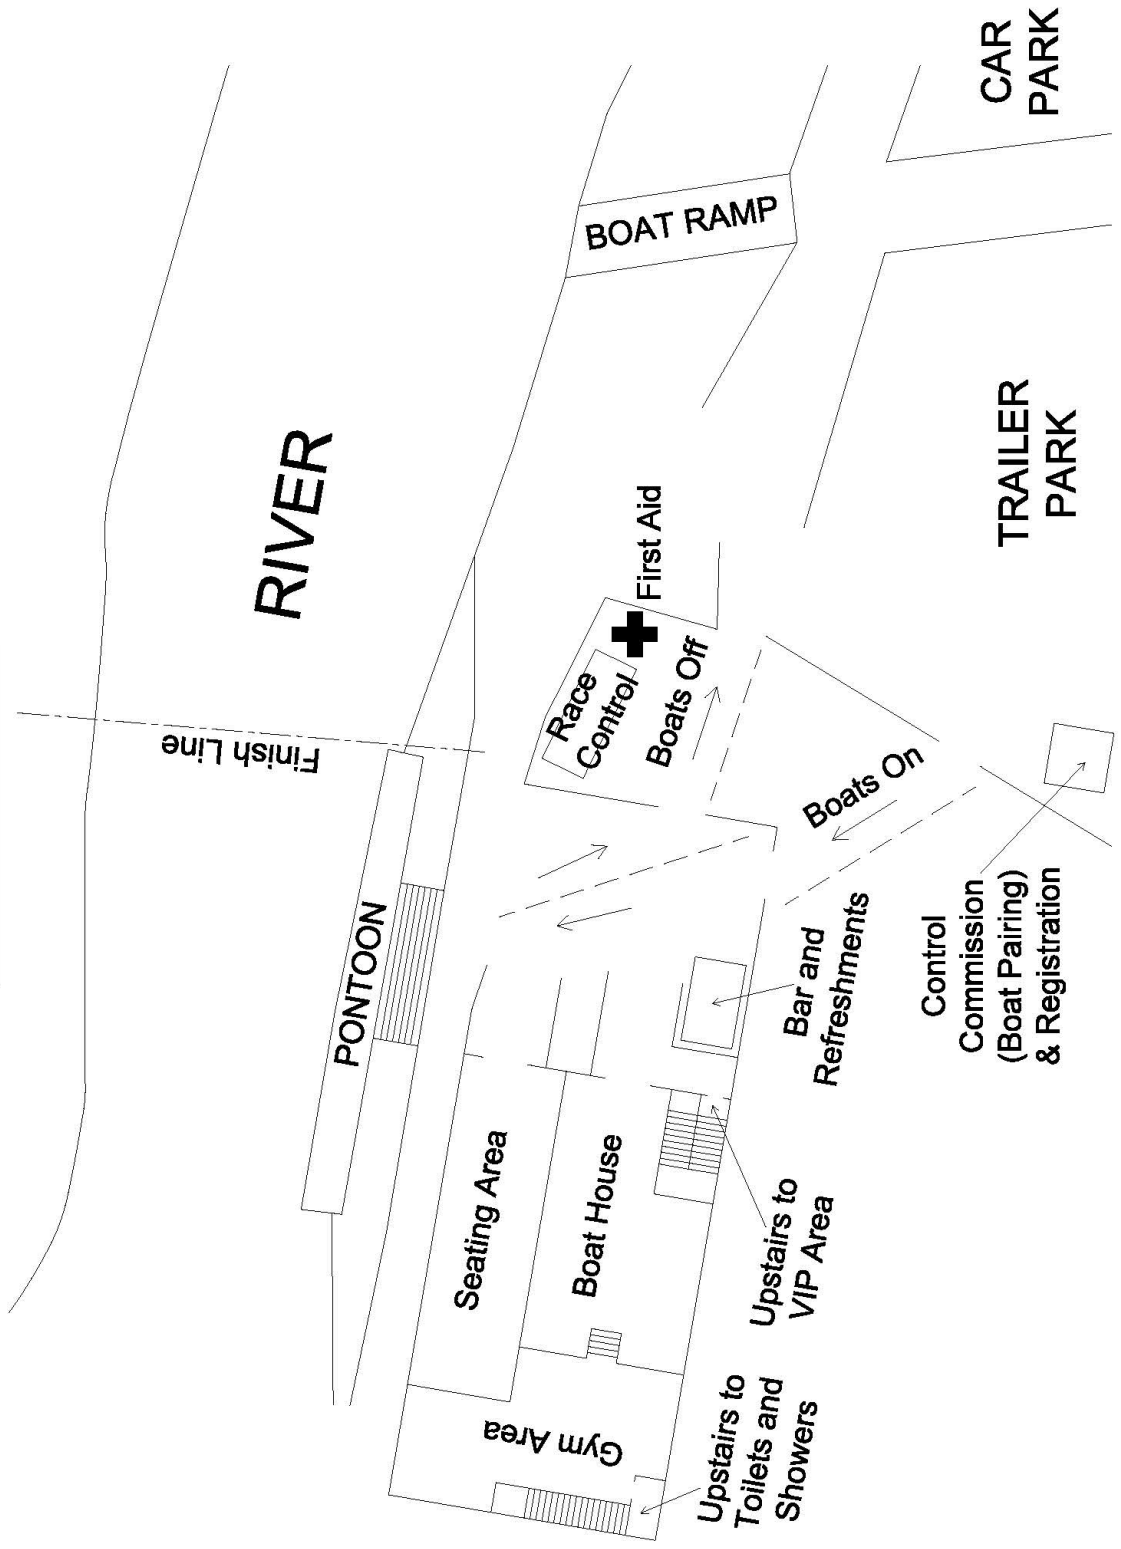 CAR
PARK
BOAT RAMP
RIVER
TRAILER
PARK
First Aid
Race
Control
Boats Off
Finish Line
Boats On
PONTOON
Bar and
Refreshments
Control
Commission
(Boat Pairing)
& Registration
Seating Area
Boat House
Upstairs to
VIP Area
Gym Area
Upstairs to
Toilets and
Showers